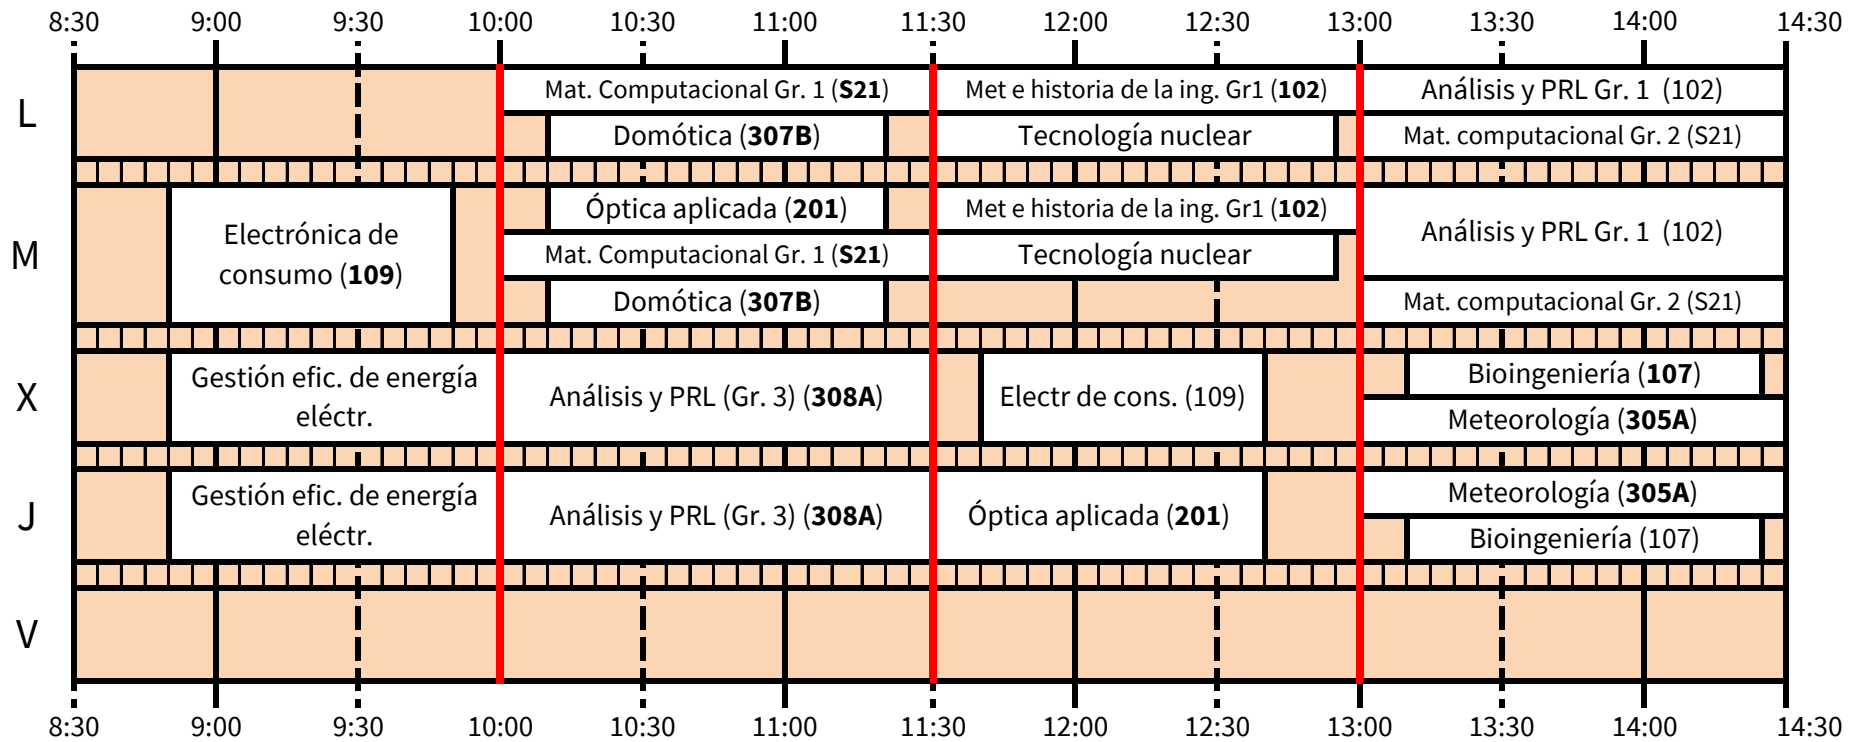 8:30 9:00 9:30 10:00 10:30 11:00 11:30 12:00 12:30 13:00 13:30 14:00 14:30
L
Mat. Computacional Gr. 1 (S21)
Met e historia de la ing. Gr1 (102)
Análisis y PRL Gr. 1 (102)
Domótica (307B)
Tecnología nuclear
Mat. computacional Gr. 2 (S21)
M
Electrónica de
consumo (109)
Óptica aplicada (201)
Met e historia de la ing. Gr1 (102)
Análisis y PRL Gr. 1 (102)
Mat. Computacional Gr. 1 (S21)
Tecnología nuclear
Domótica (307B)
Mat. computacional Gr. 2 (S21)
X
Gestión efic. de energía
eléctr.
Análisis y PRL (Gr. 3) (308A)
Electr de cons. (109)
Bioingeniería (107)
Meteorología (305A)
J
Gestión efic. de energía
eléctr.
Análisis y PRL (Gr. 3) (308A)
Óptica aplicada (201)
Meteorología (305A)
Bioingeniería (107)
V
8:30 9:00 9:30 10:00 10:30 11:00 11:30 12:00 12:30 13:00 13:30 14:00 14:30